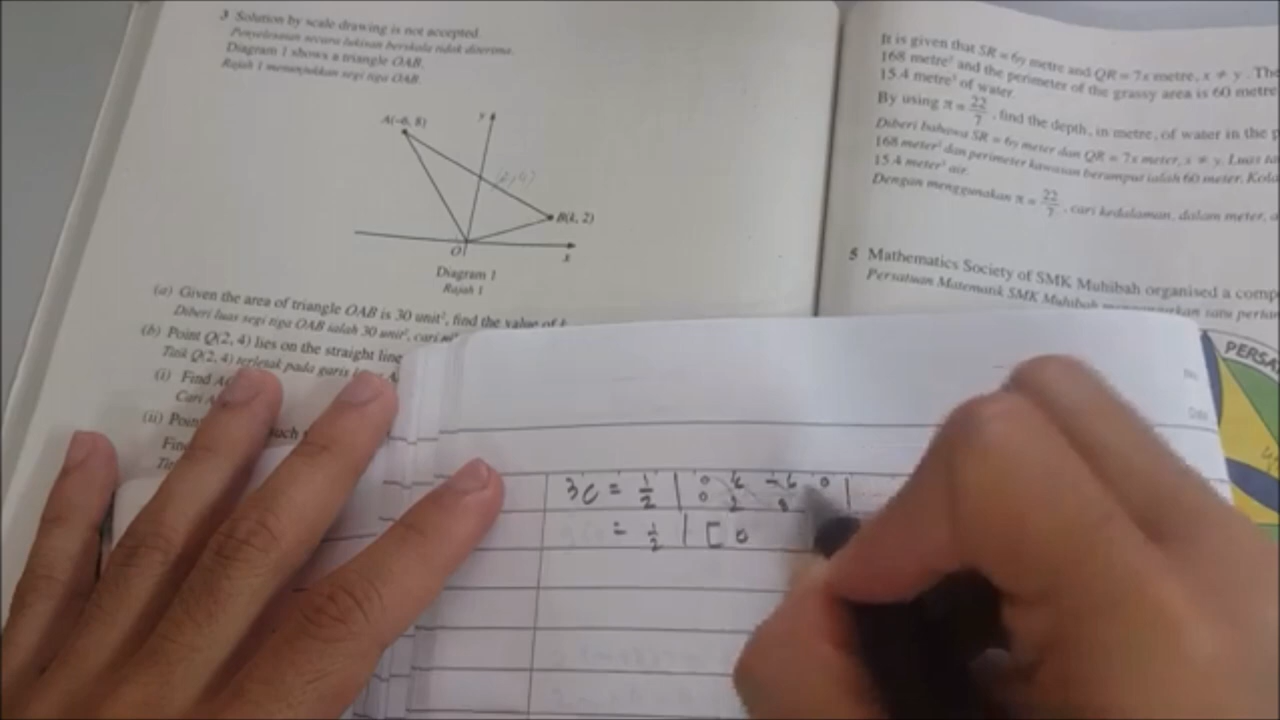 3 Solution by scale drawing is not accepted.
Penyelesaian secara lukisan berskala tidak diterima.
Diagram 1 shows a triangle OAB.
Rajah 1 menunjukkan segi tiga OAB.
A(–6, 8)
y
(2,4)
B(k, 2)
O
x
Diagram 1
Rajah 1
(a) Given the area of triangle OAB is 30 unit², find the value of k.
Diberi luas segi tiga OAB ialah 30 unit², cari
(b) Point Q(2, 4) lies on the straight line
Titik Q(2, 4) terletak pada garis
(i) Find
Cari
(ii) Point such
It is given that SR = 6y metre and QR = 7x metre, x ≠ y. The
168 metre² and the perimeter of the grassy area is 60 metre
15.4 metre³ of water.
By using π = 22/7, find the depth, in metre, of water in the
Diberi bahawa SR = 6y meter dan QR = 7x meter, x ≠ y. Luas
168 meter² dan perimeter kawasan berumput ialah 60 meter.
15.4 meter³ air.
Dengan menggunakan π = 22/7, cari kedalaman, dalam meter,
5 Mathematics Society of SMK Muhibah organised a
Persatuan Matematik SMK Muhibah satu
PERSA
Date
30 = 1/2 | 0 k -6 0
0 2 8 |
= 1/2 | [ 0